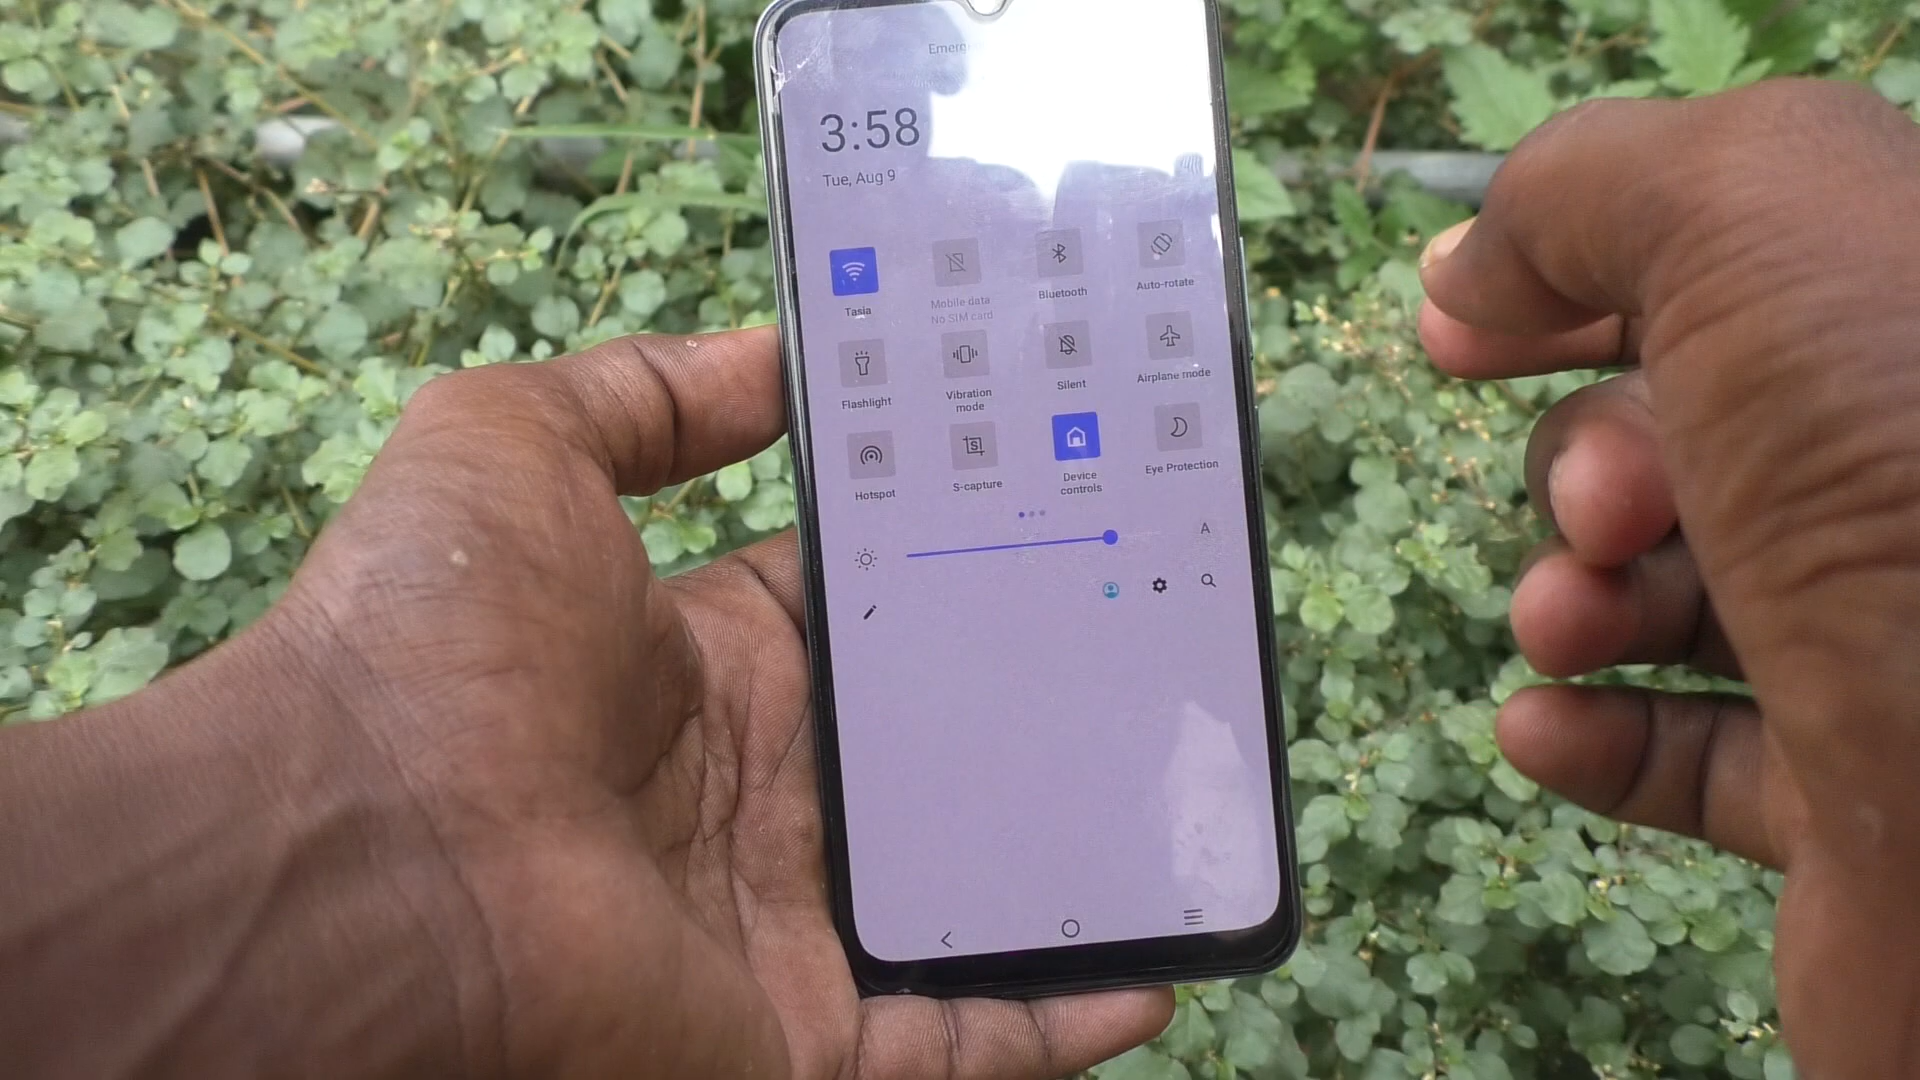 3:58
Tue, Aug 9
Tasia
Mobile data
No SIM card
Bluetooth
Auto-rotate
Flashlight
Vibration
mode
Silent
Airplane mode
Hotspot
S-capture
Device
controls
Eye Protection
A